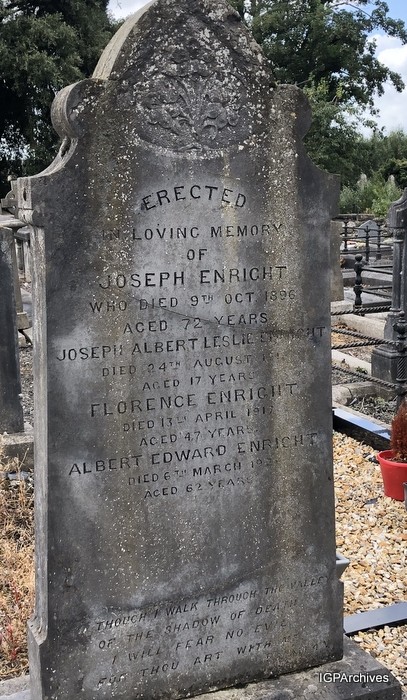 ERECTED
IN LOVING MEMORY
OF
JOSEPH ENRIGHT
WHO DIED 9TH OCT 1896
AGED 72 YEARS
JOSEPH ALBERT LESLIE ENRIGHT
DIED 24TH AUGUST
AGED 17 YEARS
FLORENCE ENRIGHT
DIED 13TH APRIL 1917
AGED 47 YEARS
ALBERT EDWARD ENRIGHT
DIED 6TH MARCH
AGED 62 YEARS
THOUGH I WALK THROUGH THE VALLEY
OF THE SHADOW OF DEATH
I WILL FEAR NO EVIL
FOR THOU ART WITH
IGPArchives